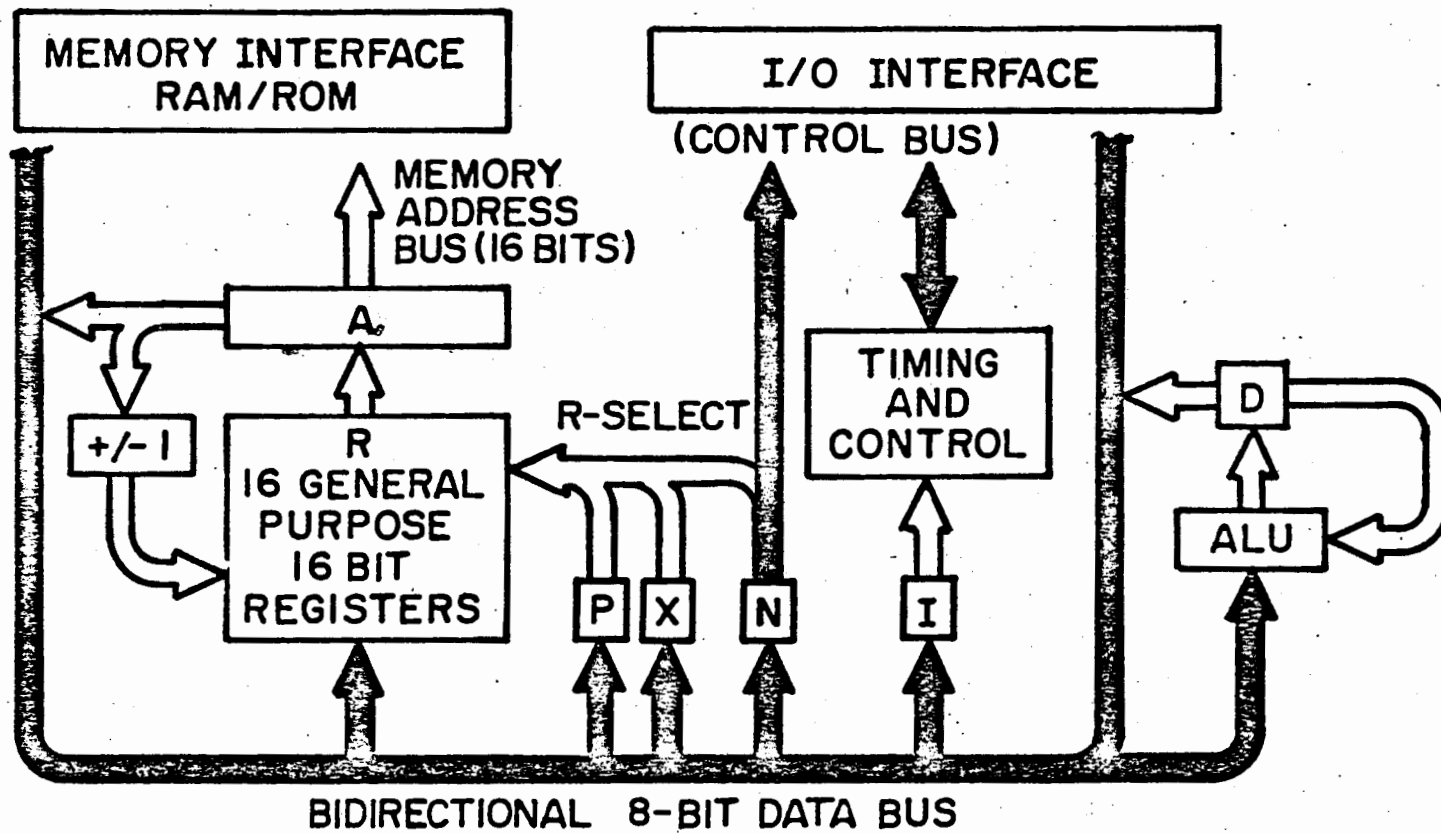 MEMORY INTERFACE
RAM/ROM
I/O INTERFACE
(CONTROL BUS)
MEMORY
ADDRESS
BUS (16 BITS)
A
TIMING
AND
CONTROL
+/- 1
R
16 GENERAL
PURPOSE
16 BIT
REGISTERS
R-SELECT
D
ALU
P
X
N
I
BIDIRECTIONAL 8-BIT DATA BUS